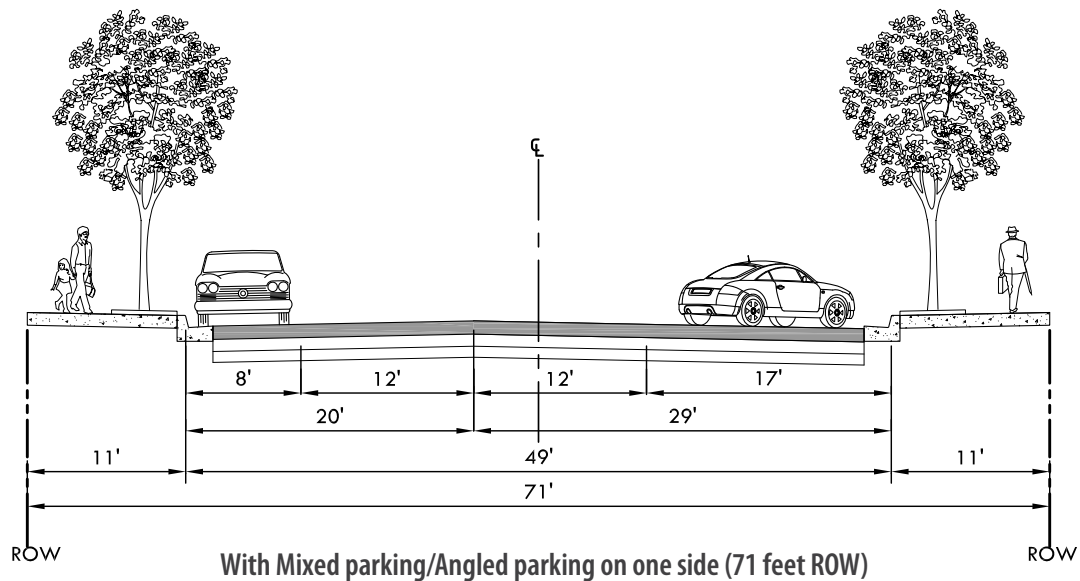 ℄
8' 12' 12' 17'
20' 29'
11' 49' 11'
71'
ROW ROW
With Mixed parking/Angled parking on one side (71 feet ROW)